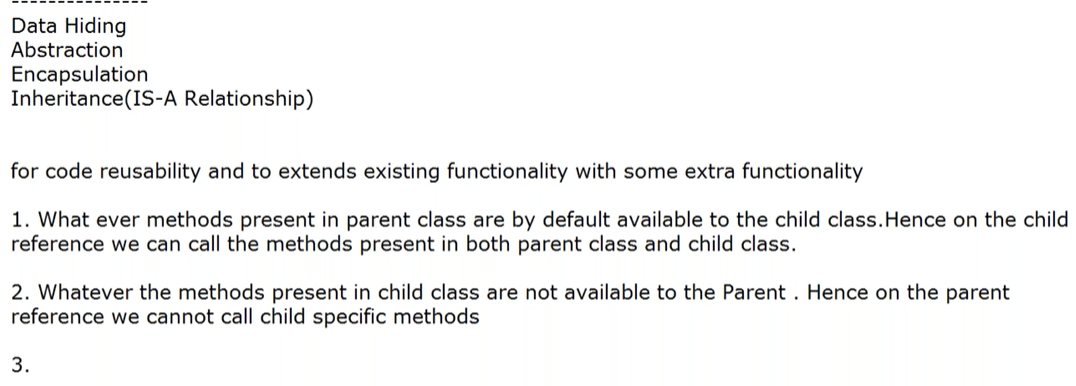 ---------------
Data Hiding
Abstraction
Encapsulation
Inheritance(IS-A Relationship)
for code reusability and to extends existing functionality with some extra functionality
1. What ever methods present in parent class are by default available to the child class.Hence on the child
reference we can call the methods present in both parent class and child class.
2. Whatever the methods present in child class are not available to the Parent . Hence on the parent
reference we cannot call child specific methods
3.